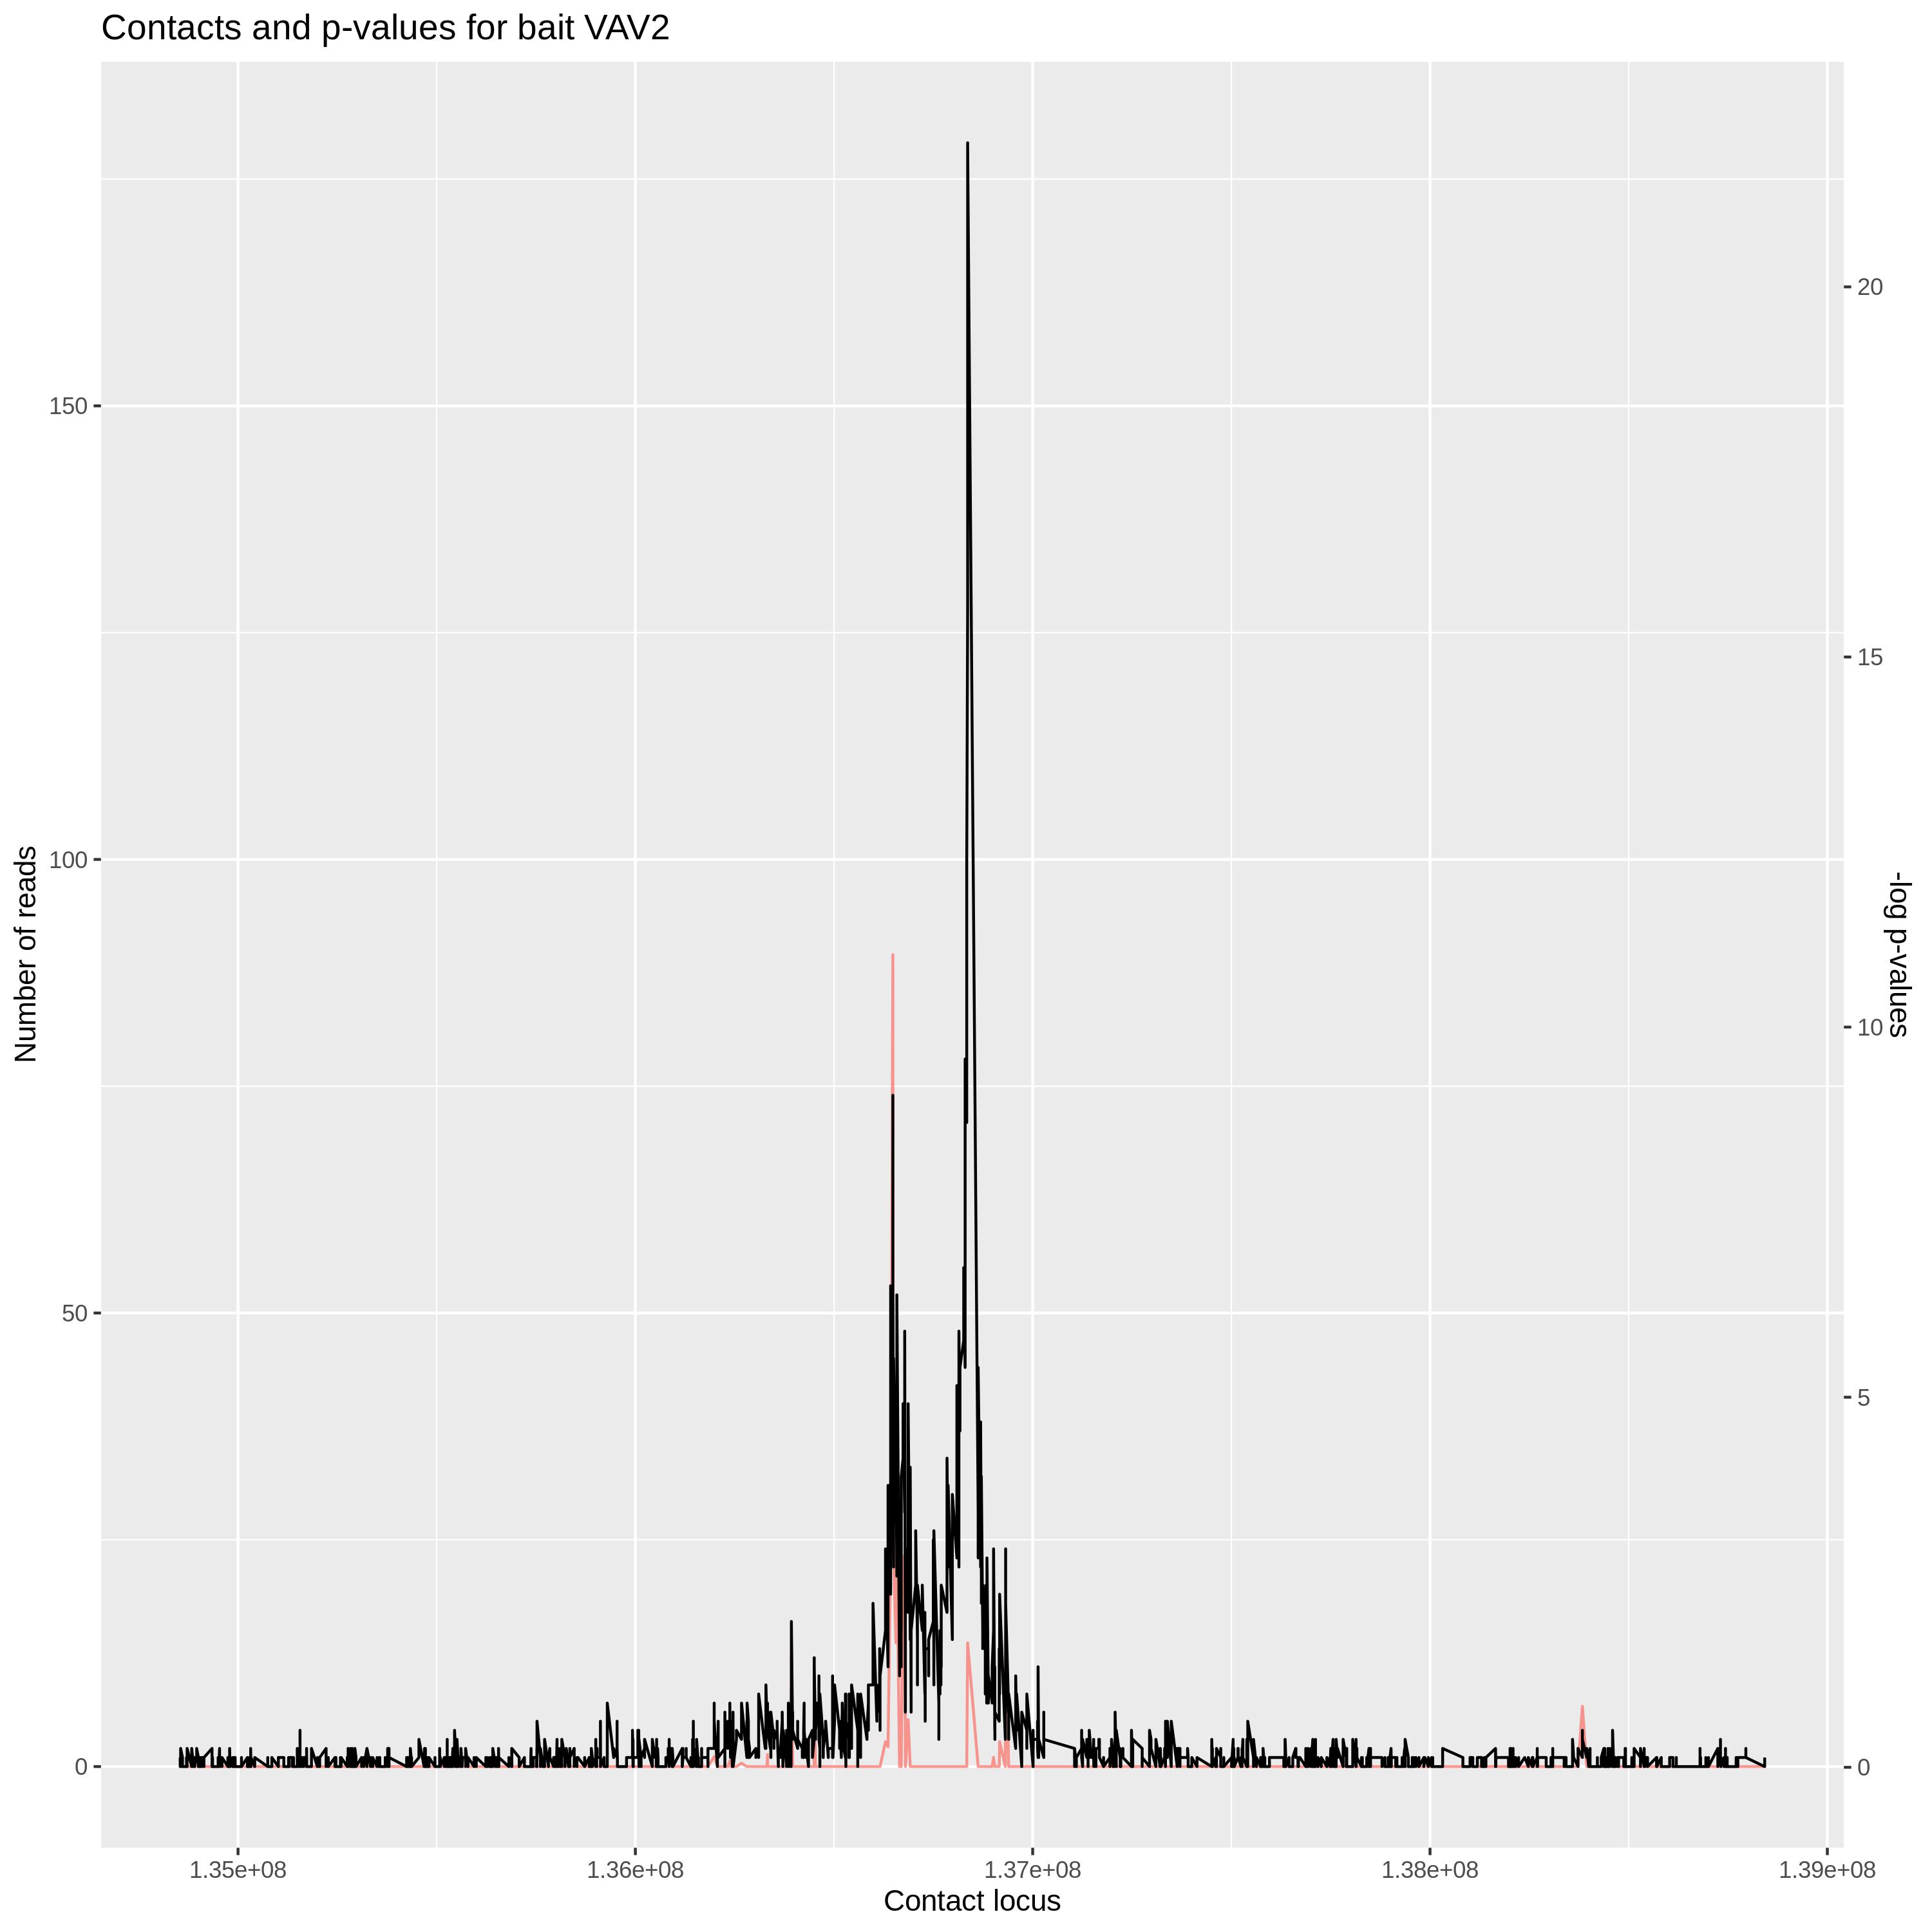 Contacts and p-values for bait VAV2
Number of reads
150
100
50
0
20
15
10
5
0
-log p-values
1.35e+08 1.36e+08 1.37e+08 1.38e+08 1.39e+08
Contact locus